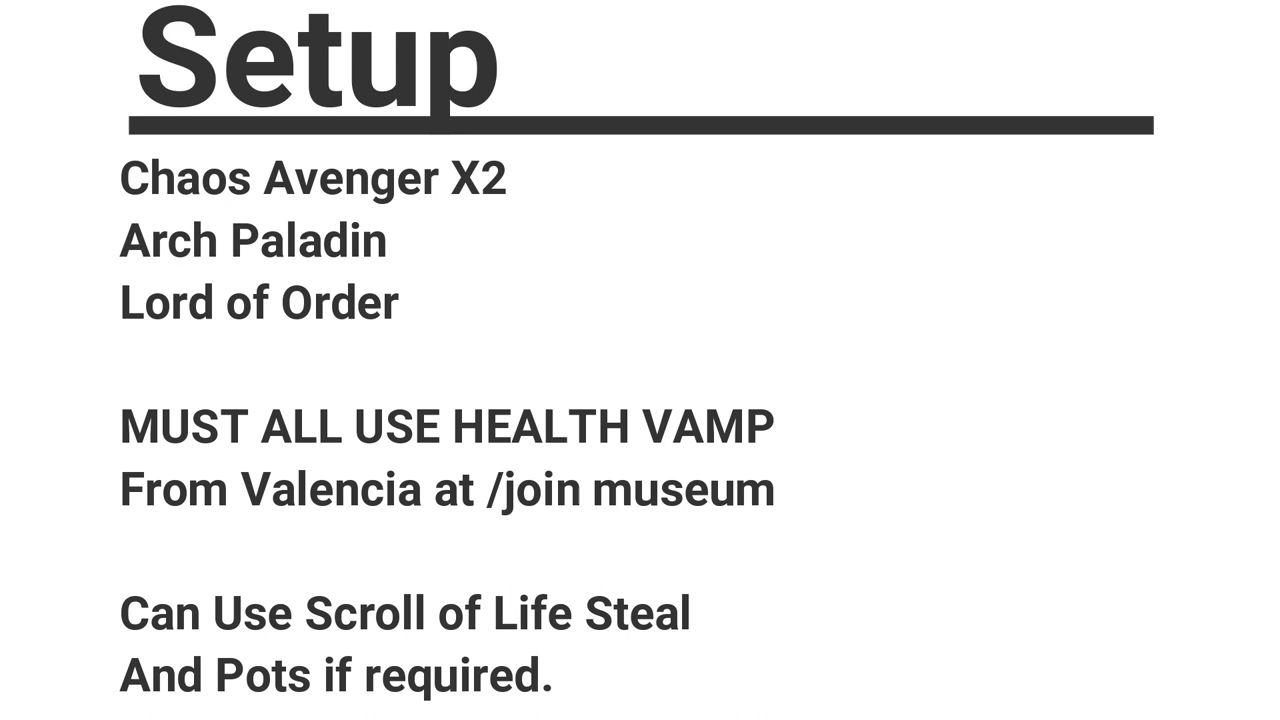 Setup
Chaos Avenger X2
Arch Paladin
Lord of Order
MUST ALL USE HEALTH VAMP
From Valencia at /join museum
Can Use Scroll of Life Steal
And Pots if required.